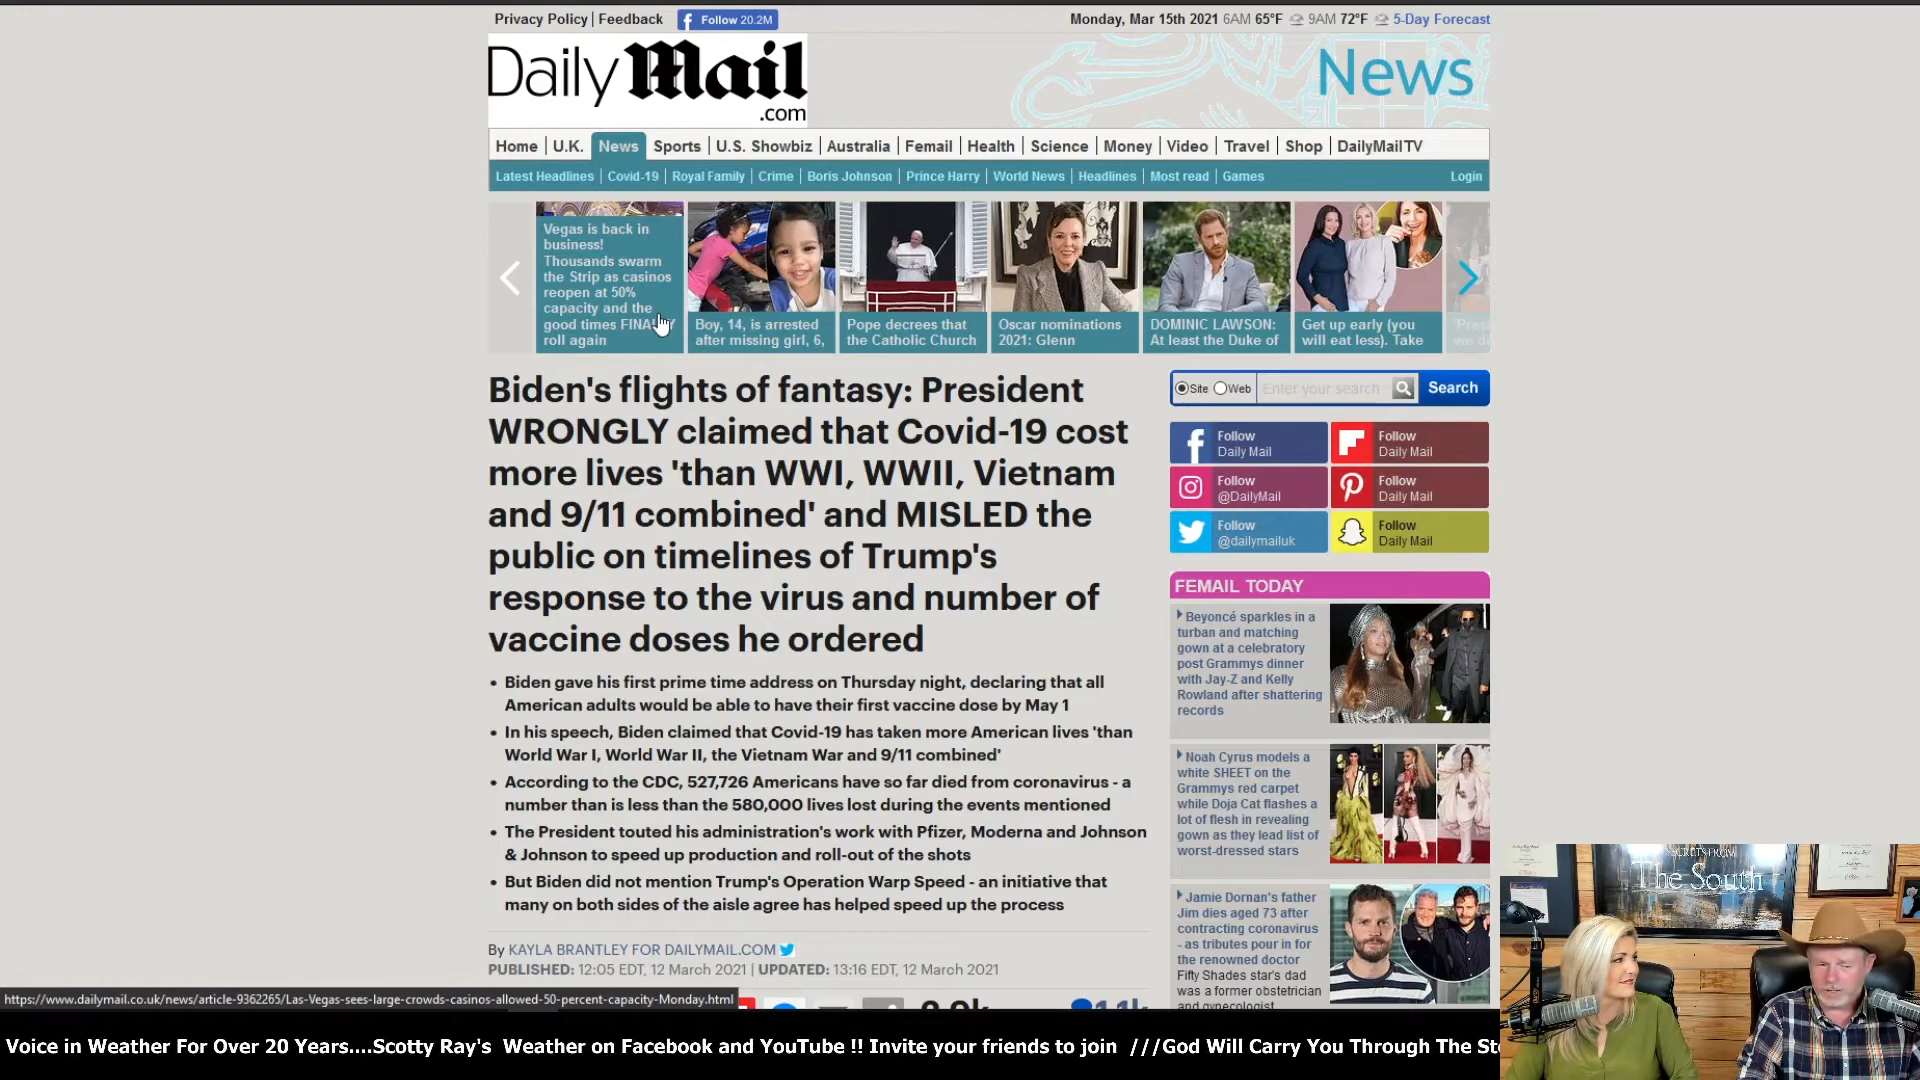 Privacy Policy | Feedback
Follow 20.2M
Monday, Mar 15th 2021 6AM 65°F 9AM 72°F 5-Day Forecast
Daily Mail
.com
News
Home | U.K. News Sports | U.S. Showbiz | Australia | Femail | Health | Science | Money | Video | Travel | Shop | DailyMailTV
Latest Headlines | Covid-19 | Royal Family | Crime | Boris Johnson | Prince Harry | World News | Headlines | Most read | Games
Login
Vegas is back in
business!
Thousands swarm
the Strip as casinos
reopen at 50%
capacity and the
good times FINALLY
roll again
Boy, 14, is arrested
after missing girl, 6,
Pope decrees that
the Catholic Church
Oscar nominations
2021: Glenn
DOMINIC LAWSON:
At least the Duke of
Get up early (you
will eat less). Take
Biden's flights of fantasy: President
WRONGLY claimed that Covid-19 cost
more lives 'than WWI, WWII, Vietnam
and 9/11 combined' and MISLED the
public on timelines of Trump's
response to the virus and number of
vaccine doses he ordered
• Biden gave his first prime time address on Thursday night, declaring that all
American adults would be able to have their first vaccine dose by May 1
• In his speech, Biden claimed that Covid-19 has taken more American lives 'than
World War I, World War II, the Vietnam War and 9/11 combined'
• According to the CDC, 527,726 Americans have so far died from coronavirus - a
number than is less than the 580,000 lives lost during the events mentioned
• The President touted his administration's work with Pfizer, Moderna and Johnson
& Johnson to speed up production and roll-out of the shots
• But Biden did not mention Trump's Operation Warp Speed - an initiative that
many on both sides of the aisle agree has helped speed up the process
By KAYLA BRANTLEY FOR DAILYMAIL.COM
PUBLISHED: 12:05 EDT, 12 March 2021 | UPDATED: 13:16 EDT, 12 March 2021
Site Web Enter your search Search
Follow
Daily Mail
Follow
Daily Mail
Follow
@DailyMail
Follow
Daily Mail
Follow
@dailymailuk
Follow
Daily Mail
FEMAIL TODAY
Beyoncé sparkles in a
turban and matching
gown at a celebratory
post Grammys dinner
with Jay-Z and Kelly
Rowland after shattering
records
Noah Cyrus models a
white SHEET on the
Grammys red carpet
while Doja Cat flashes a
lot of flesh in revealing
gown as they lead list of
worst-dressed stars
Jamie Dornan's father
Jim dies aged 73 after
contracting coronavirus
- as tributes pour in for
the renowned doctor
Fifty Shades star's dad
was a former obstetrician
and gynecologist
https://www.dailymail.co.uk/news/article-9362265/Las-Vegas-sees-large-crowds-casinos-allowed-50-percent-capacity-Monday.html
SECRETS FROM
The South
Voice in Weather For Over 20 Years....Scotty Ray's Weather on Facebook and YouTube !! Invite your friends to join ///God Will Carry You Through The Sto